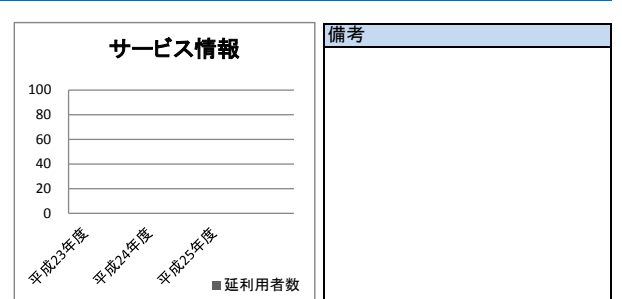 サービス情報
100
80
60
40
20
0
平成23年度
平成24年度
平成25年度
■延利用者数
備考